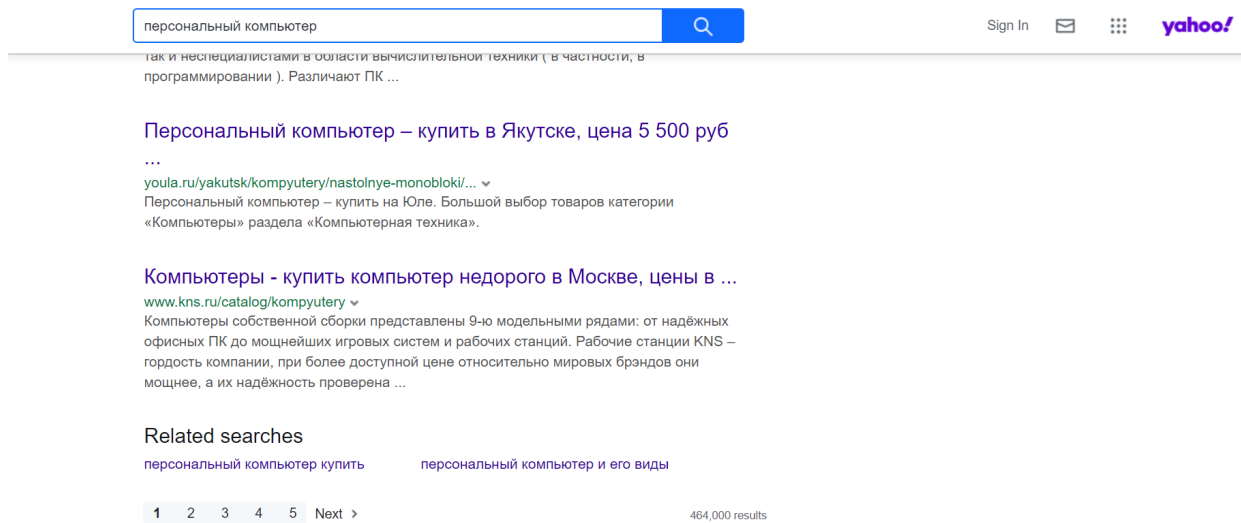 персональный компьютер
Sign In
yahoo!
так и неспециалистами в области вычислительной техники ( в частности, в
программировании ). Различают ПК ...
Персональный компьютер – купить в Якутске, цена 5 500 руб
...
youla.ru/yakutsk/kompyutery/nastolnye-monobloki/...
Персональный компьютер – купить на Юле. Большой выбор товаров категории
«Компьютеры» раздела «Компьютерная техника».
Компьютеры - купить компьютер недорого в Москве, цены в ...
www.kns.ru/catalog/kompyutery
Компьютеры собственной сборки представлены 9-ю модельными рядами: от надёжных
офисных ПК до мощнейших игровых систем и рабочих станций. Рабочие станции KNS –
гордость компании, при более доступной цене относительно мировых брэндов они
мощнее, а их надёжность проверена ...
Related searches
персональный компьютер купить
персональный компьютер и его виды
1 2 3 4 5 Next >
464,000 results